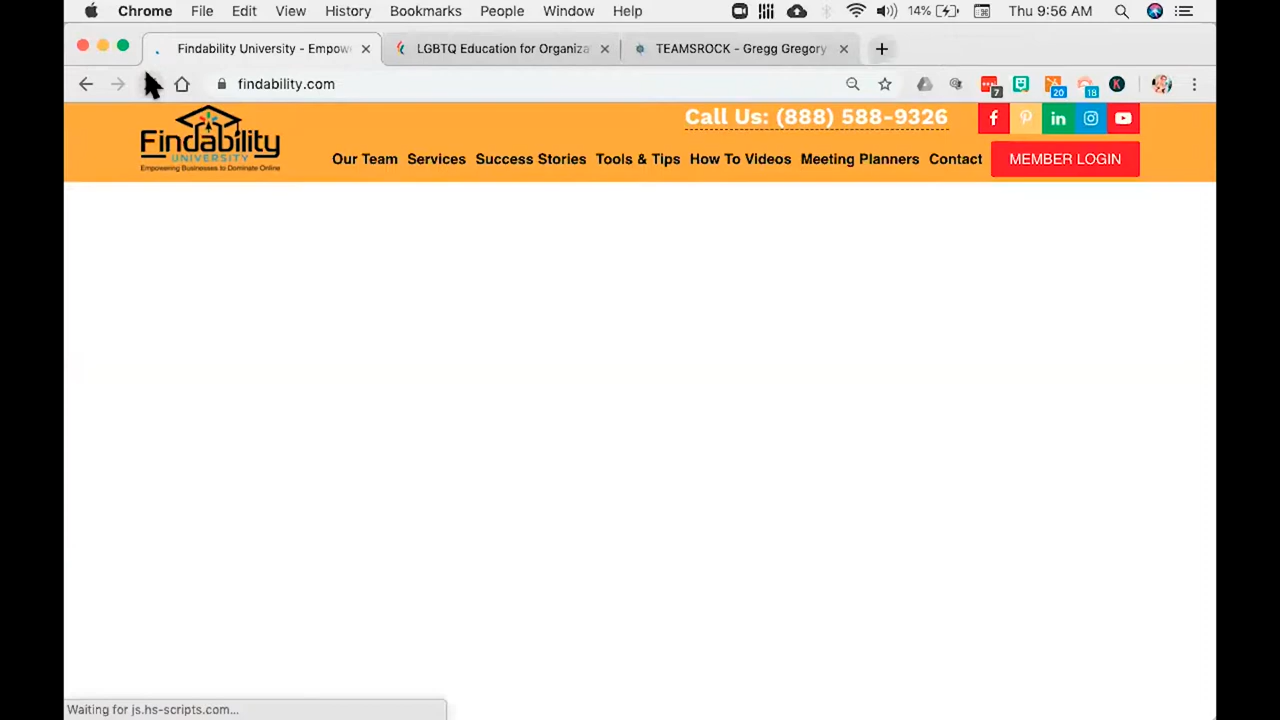 Chrome File Edit View History Bookmarks People Window Help 14% Thu 9:56 AM
Findability University - Empow LGBTQ Education for Organiza TEAMSROCK - Gregg Gregory
findability.com 7 20 18 K
Call Us: (888) 588-9326
Findability
UNIVERSITY
Empowering Businesses to Dominate Online
Our Team Services Success Stories Tools & Tips How To Videos Meeting Planners Contact MEMBER LOGIN
Waiting for js.hs-scripts.com...